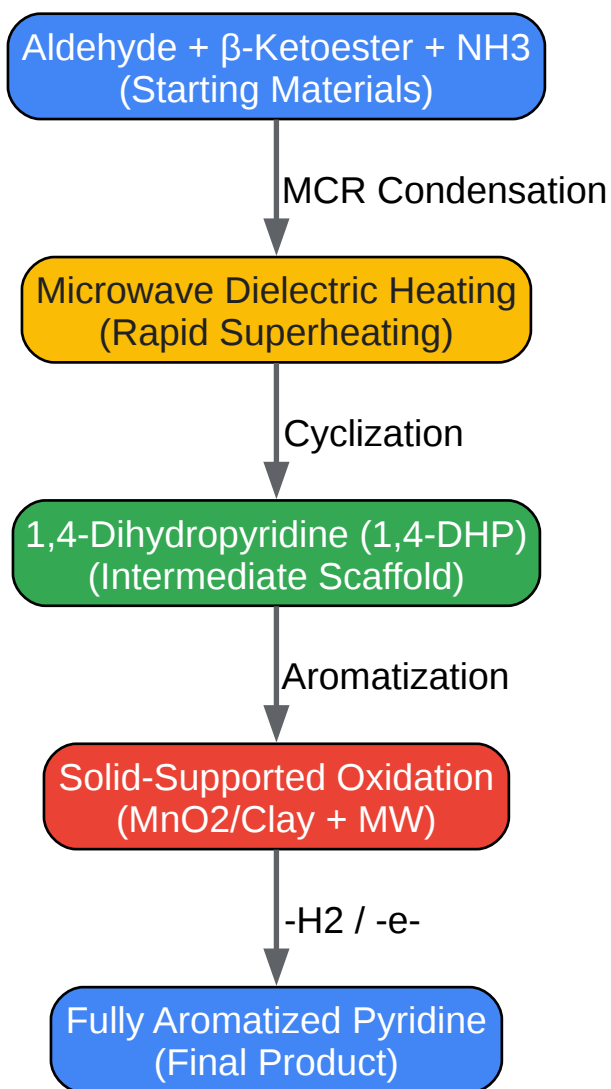 Aldehyde + β-Ketoester + NH3
(Starting Materials)
MCR Condensation
Microwave Dielectric Heating
(Rapid Superheating)
Cyclization
1,4-Dihydropyridine (1,4-DHP)
(Intermediate Scaffold)
Aromatization
Solid-Supported Oxidation
(MnO2/Clay + MW)
-H2 / -e-
Fully Aromatized Pyridine
(Final Product)